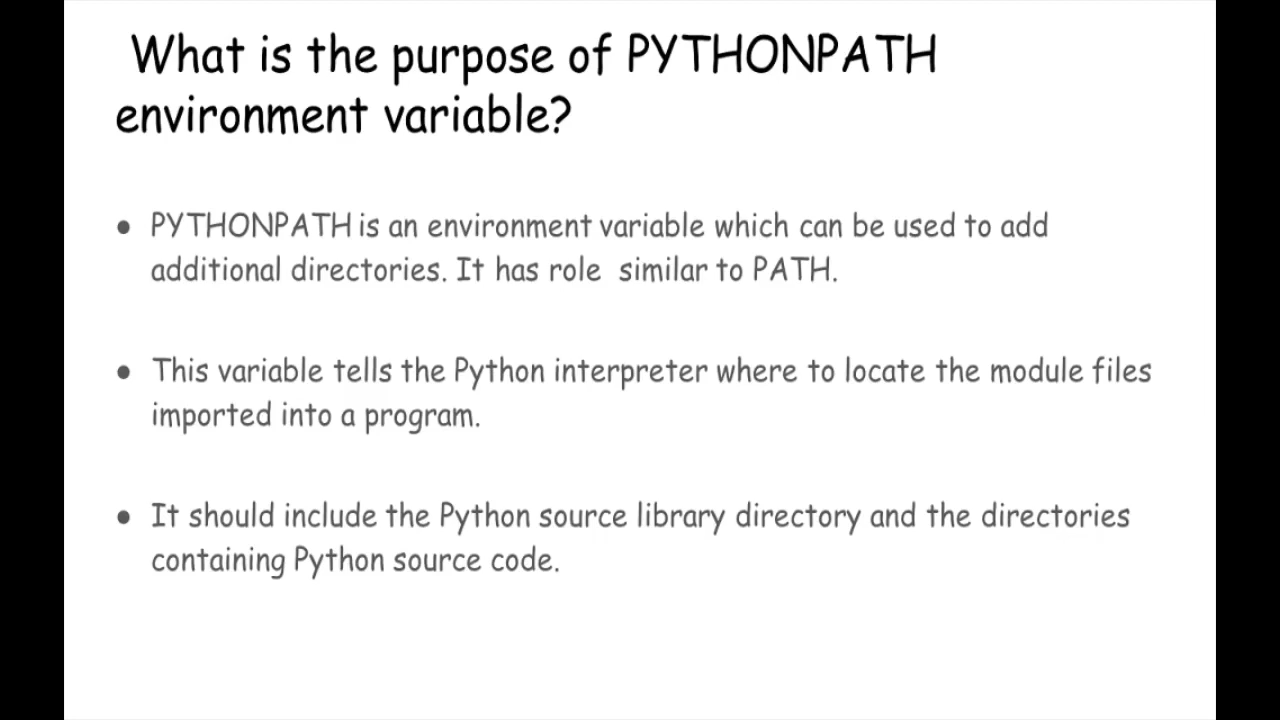 What is the purpose of PYTHONPATH
environment variable?
● PYTHONPATH is an environment variable which can be used to add
additional directories. It has role similar to PATH.
● This variable tells the Python interpreter where to locate the module files
imported into a program.
● It should include the Python source library directory and the directories
containing Python source code.